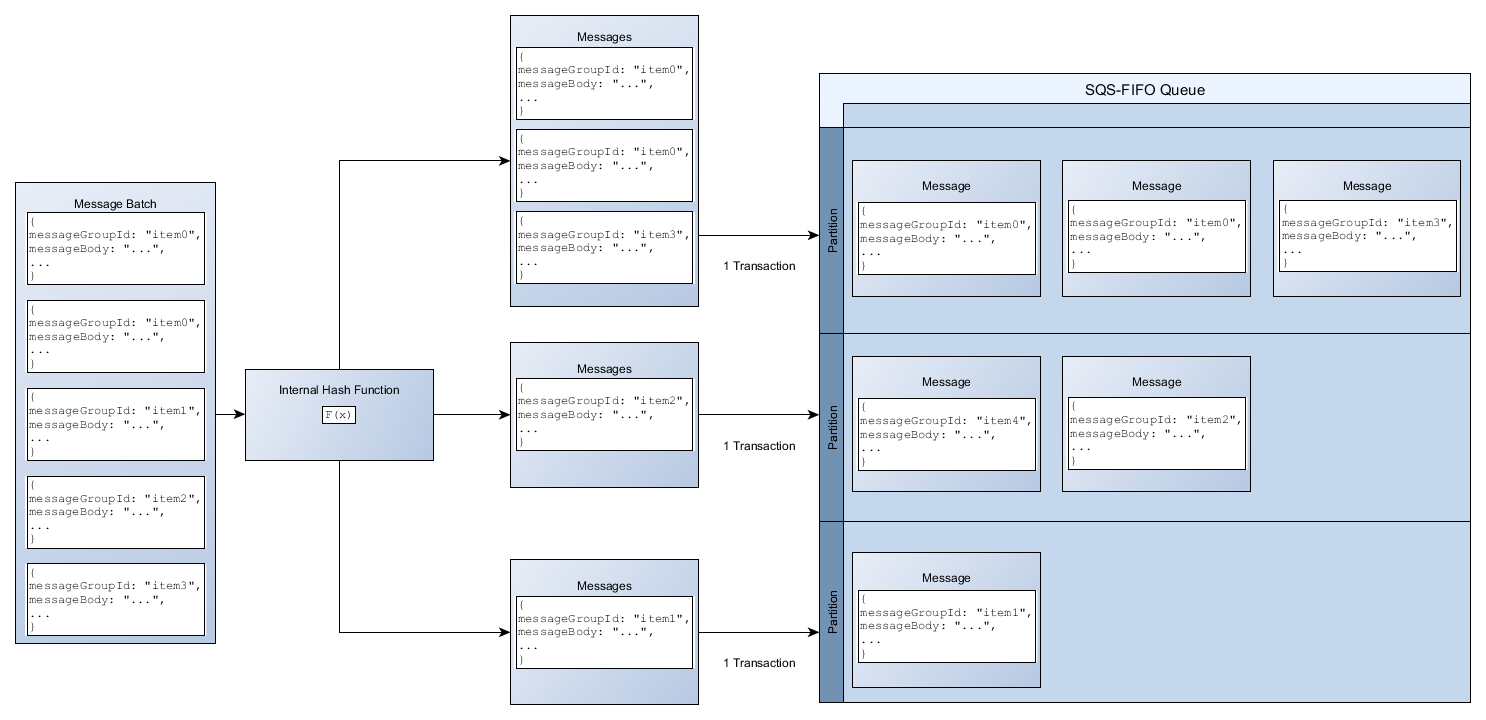 Message Batch
{
messageGroupId: "item0",
messageBody: "...",
...
}
{
messageGroupId: "item0",
messageBody: "...",
...
}
{
messageGroupId: "item1",
messageBody: "...",
...
}
{
messageGroupId: "item2",
messageBody: "...",
...
}
{
messageGroupId: "item3",
messageBody: "...",
...
}
Internal Hash Function
F(x)
Messages
{
messageGroupId: "item0",
messageBody: "...",
...
}
{
messageGroupId: "item0",
messageBody: "...",
...
}
{
messageGroupId: "item3",
messageBody: "...",
...
}
1 Transaction
Messages
{
messageGroupId: "item2",
messageBody: "...",
...
}
1 Transaction
Messages
{
messageGroupId: "item1",
messageBody: "...",
...
}
1 Transaction
SQS-FIFO Queue
Partition
Message
{
messageGroupId: "item0",
messageBody: "...",
...
}
Message
{
messageGroupId: "item0",
messageBody: "...",
...
}
Message
{
messageGroupId: "item3",
messageBody: "...",
...
}
Partition
Message
{
messageGroupId: "item4",
messageBody: "...",
...
}
Message
{
messageGroupId: "item2",
messageBody: "...",
...
}
Partition
Message
{
messageGroupId: "item1",
messageBody: "...",
...
}